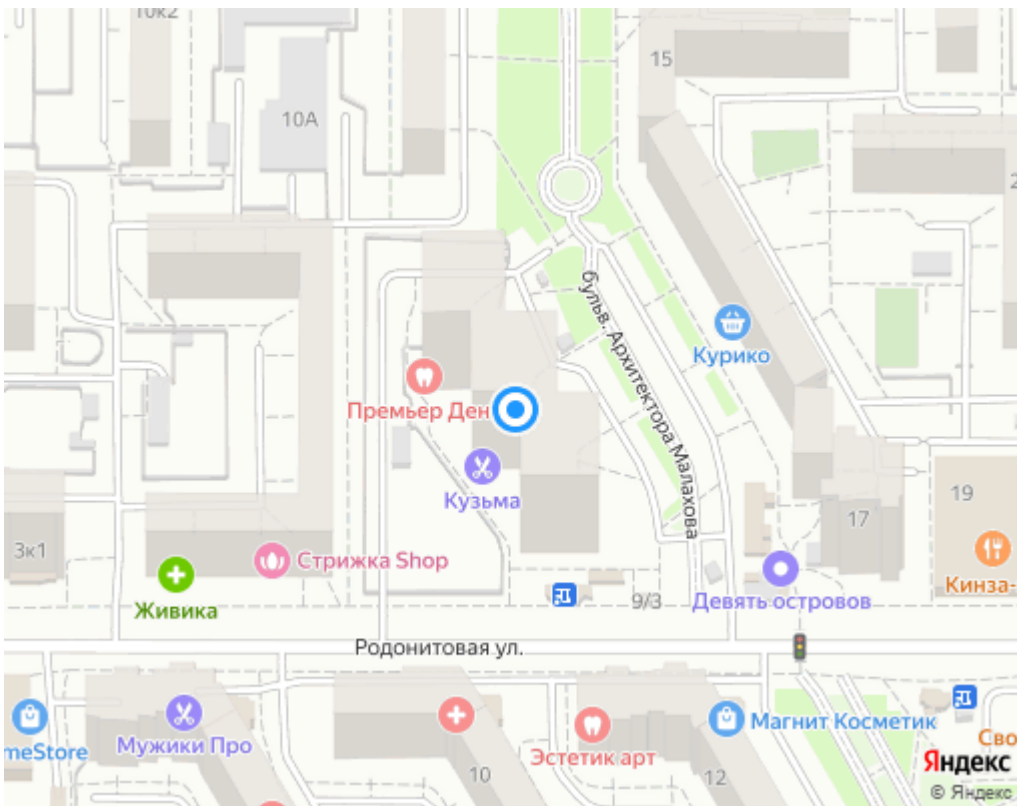 10к2
15
10А
Курико
Премьер Ден
бульв. Архитектора Малахова
Кузьма
19
17
3к1
Стрижка Shop
Кинза-
Живика
9/3
Девять островов
Родонитовая ул.
meStore
Мужики Про
Эстетик арт
Магнит Косметик
Сво
10
12
Яндекс
© Яндекс